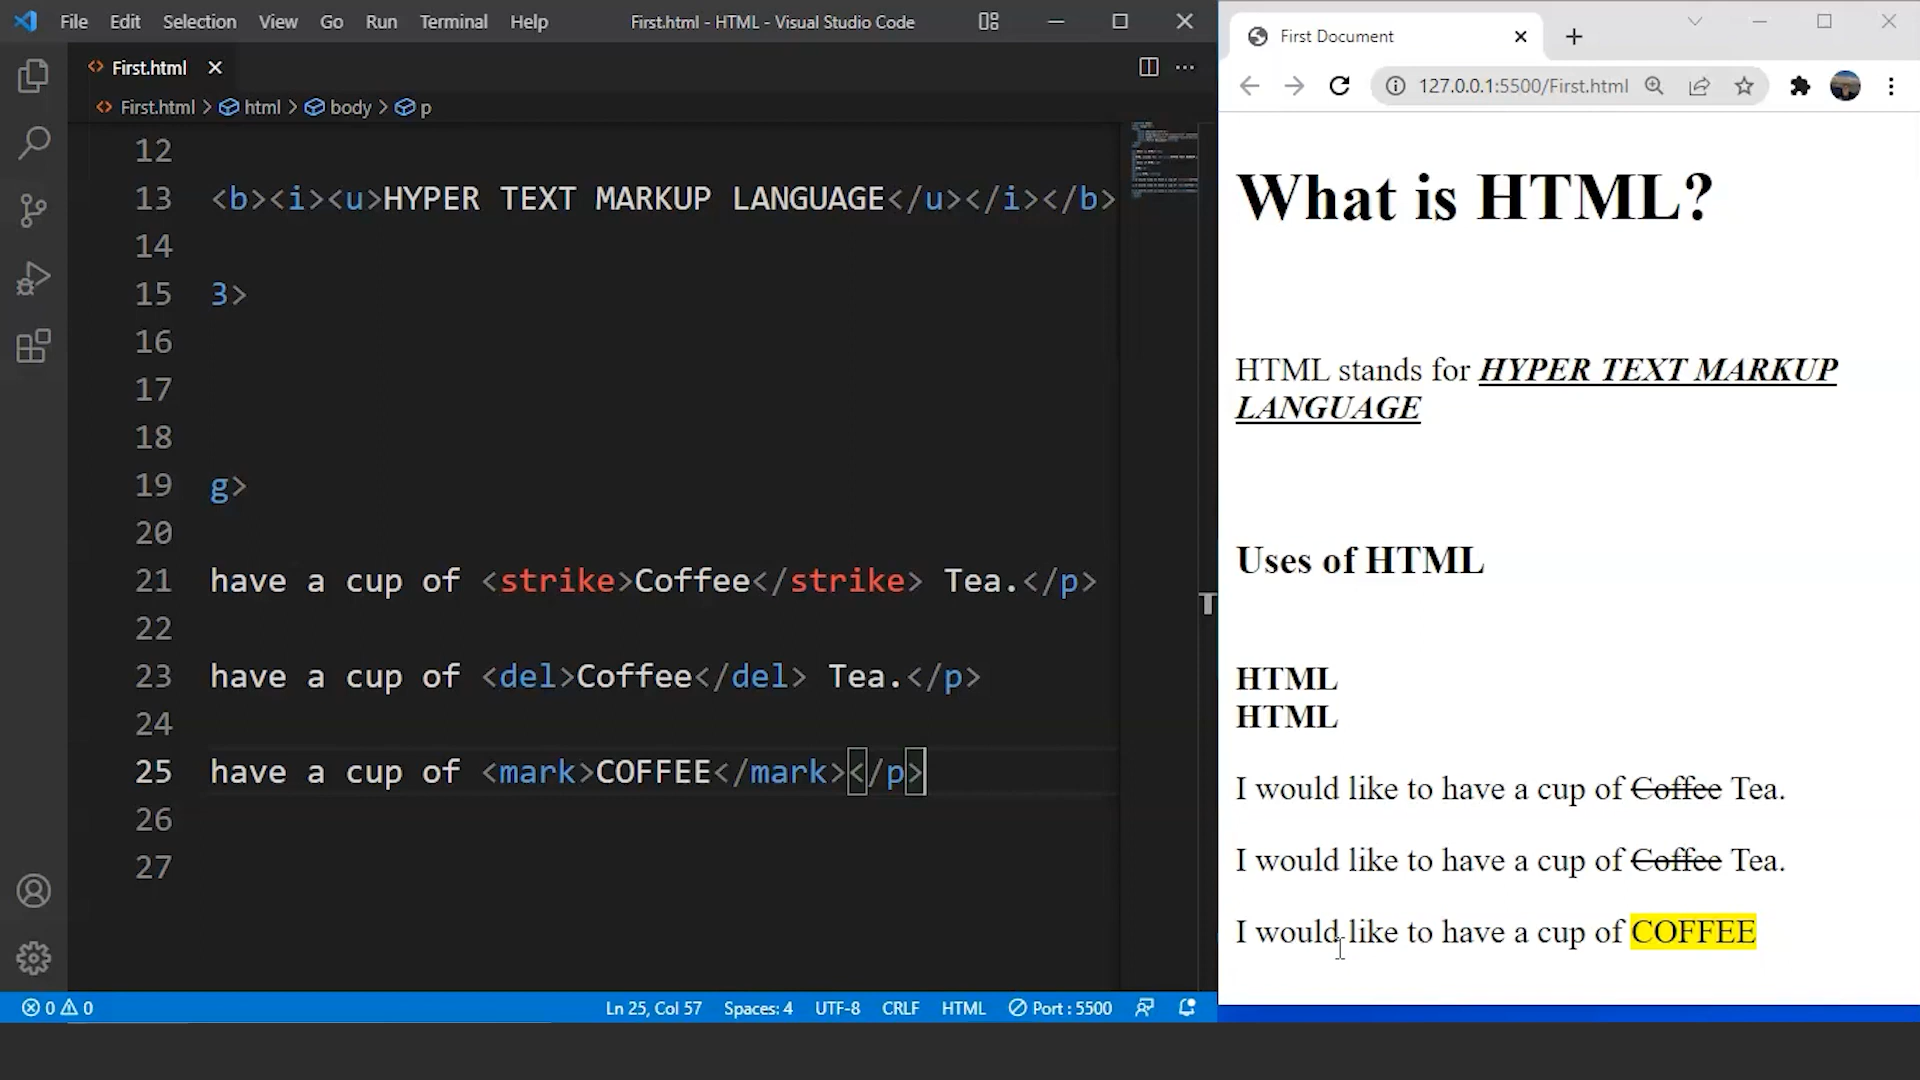 File Edit Selection View Go Run Terminal Help First.html - HTML - Visual Studio Code
First.html
First.html > html > body > p
12
13 <b><i><u>HYPER TEXT MARKUP LANGUAGE</u></i></b>
14
15 3>
16
17
18
19 g>
20
21 have a cup of <strike>Coffee</strike> Tea.</p>
22
23 have a cup of <del>Coffee</del> Tea.</p>
24
25 have a cup of <mark>COFFEE</mark></p>
26
27
0 0 Ln 25, Col 57 Spaces: 4 UTF-8 CRLF HTML Port : 5500
First Document
127.0.0.1:5500/First.html
What is HTML?
HTML stands for HYPER TEXT MARKUP
LANGUAGE
Uses of HTML
HTML
HTML
I would like to have a cup of Coffee Tea.
I would like to have a cup of Coffee Tea.
I would like to have a cup of COFFEE